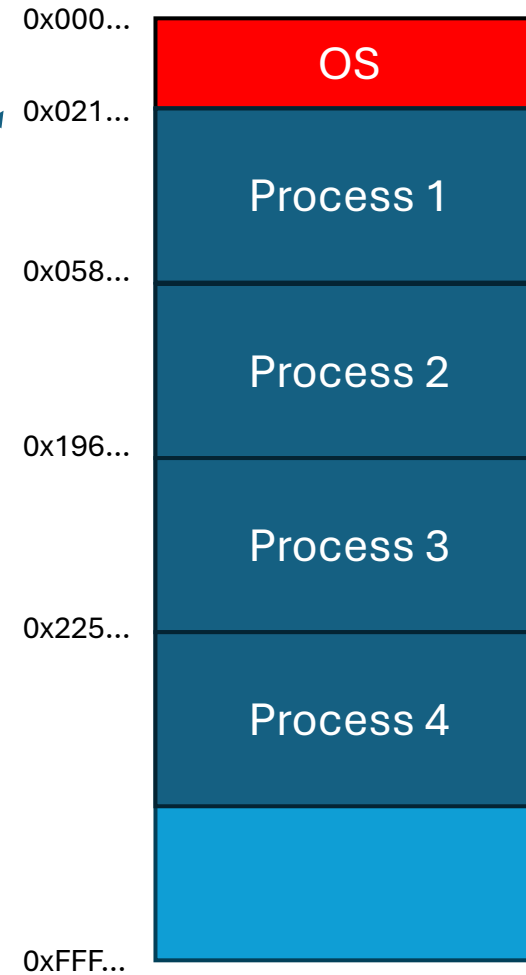 0x000...
OS
0x021...
Process 1
0x058...
Process 2
0x196...
Process 3
0x225...
Process 4
0xFFF...